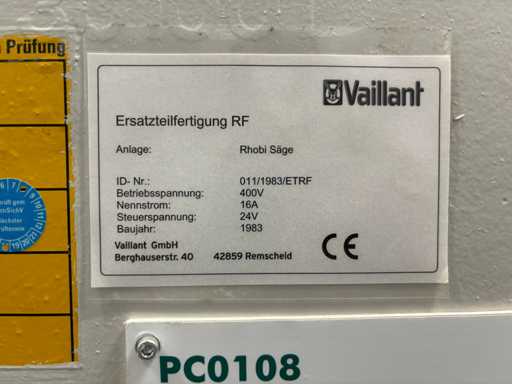 Prüfung
Vaillant
Ersatzteilfertigung RF
Anlage: Rhobi Säge
ID- Nr.: 011/1983/ETRF
Betriebsspannung: 400V
Nennstrom: 16A
Steuerspannung: 24V
Baujahr: 1983
Vaillant GmbH
Berghauserstr. 40 42859 Remscheid
CE
PC0108